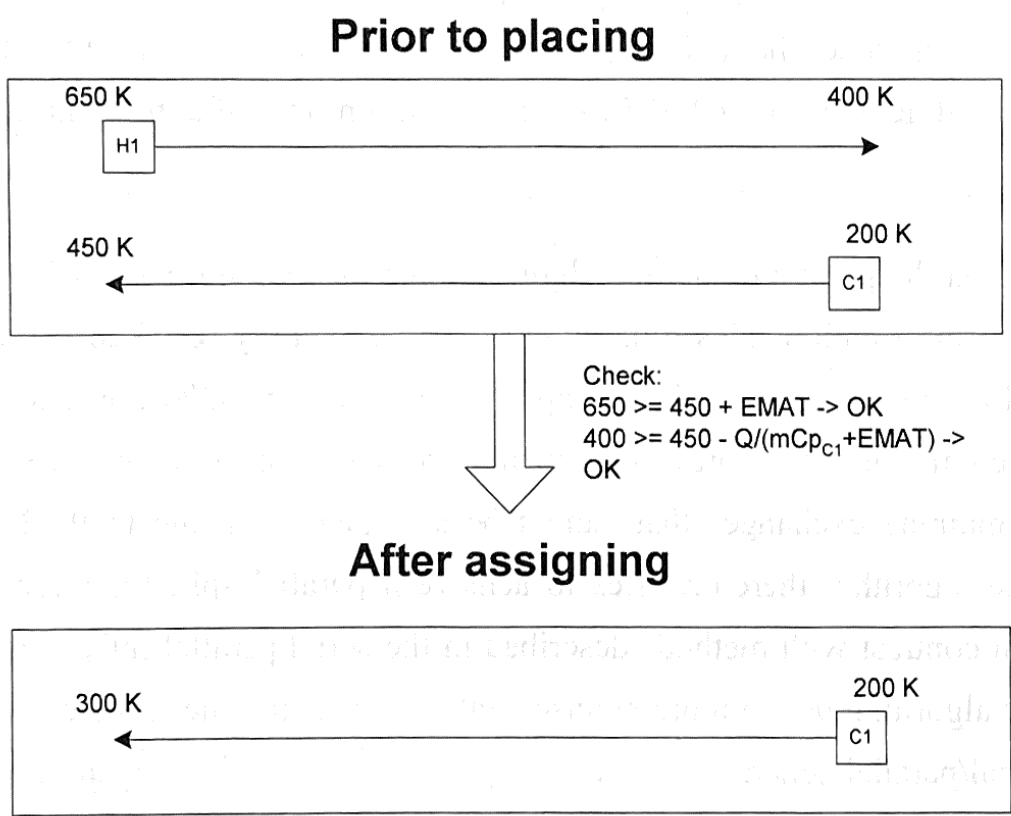 Prior to placing
650 K
400 K
H1
450 K
200 K
C1
Check:
650 >= 450 + EMAT -> OK
400 >= 450 - Q/(mCpC1+EMAT) ->
OK
After assigning
300 K
200 K
C1